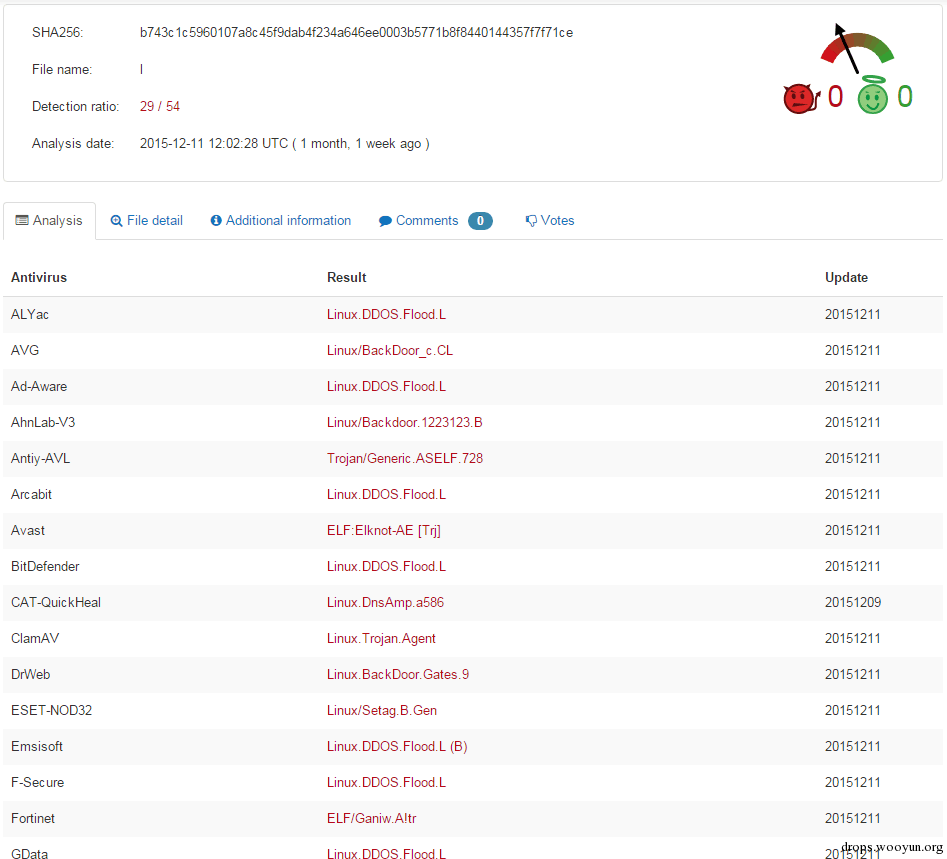 SHA256: b743c1c5960107a8c45f9dab4f234a646ee0003b5771b8f8440144357f7f71ce
File name: l
Detection ratio: 29 / 54
Analysis date: 2015-12-11 12:02:28 UTC ( 1 month, 1 week ago )
0 0
Analysis File detail Additional information Comments 0 Votes
Antivirus Result Update
ALYac Linux.DDOS.Flood.L 20151211
AVG Linux/BackDoor_c.CL 20151211
Ad-Aware Linux.DDOS.Flood.L 20151211
AhnLab-V3 Linux/Backdoor.1223123.B 20151211
Antiy-AVL Trojan/Generic.ASELF.728 20151211
Arcabit Linux.DDOS.Flood.L 20151211
Avast ELF:Elknot-AE [Trj] 20151211
BitDefender Linux.DDOS.Flood.L 20151211
CAT-QuickHeal Linux.DnsAmp.a586 20151209
ClamAV Linux.Trojan.Agent 20151211
DrWeb Linux.BackDoor.Gates.9 20151211
ESET-NOD32 Linux/Setag.B.Gen 20151211
Emsisoft Linux.DDOS.Flood.L (B) 20151211
F-Secure Linux.DDOS.Flood.L 20151211
Fortinet ELF/Ganiw.A!tr 20151211
GData Linux.DDOS.Flood.L 20151211
drops.wooyun.org